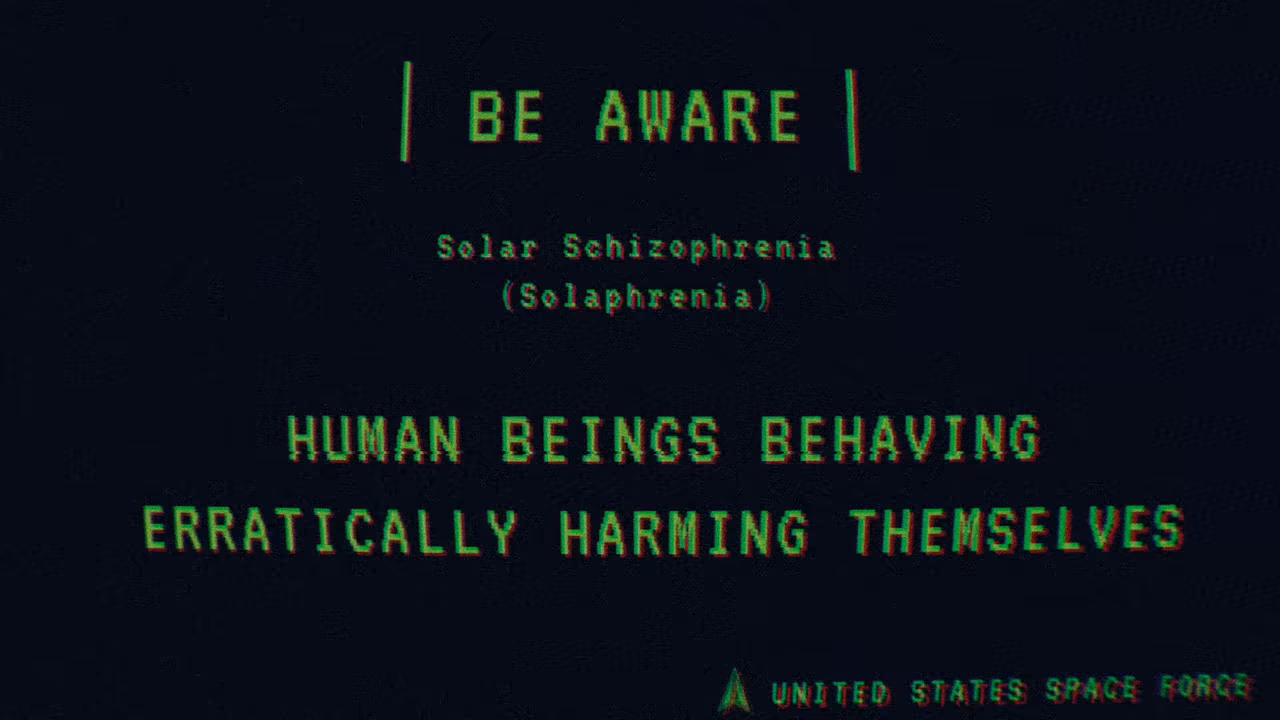 BE AWARE
Solar Schizophrenia
(Solaphrenia)
HUMAN BEINGS BEHAVING
ERRATICALLY HARMING THEMSELVES
UNITED STATES SPACE FORCE